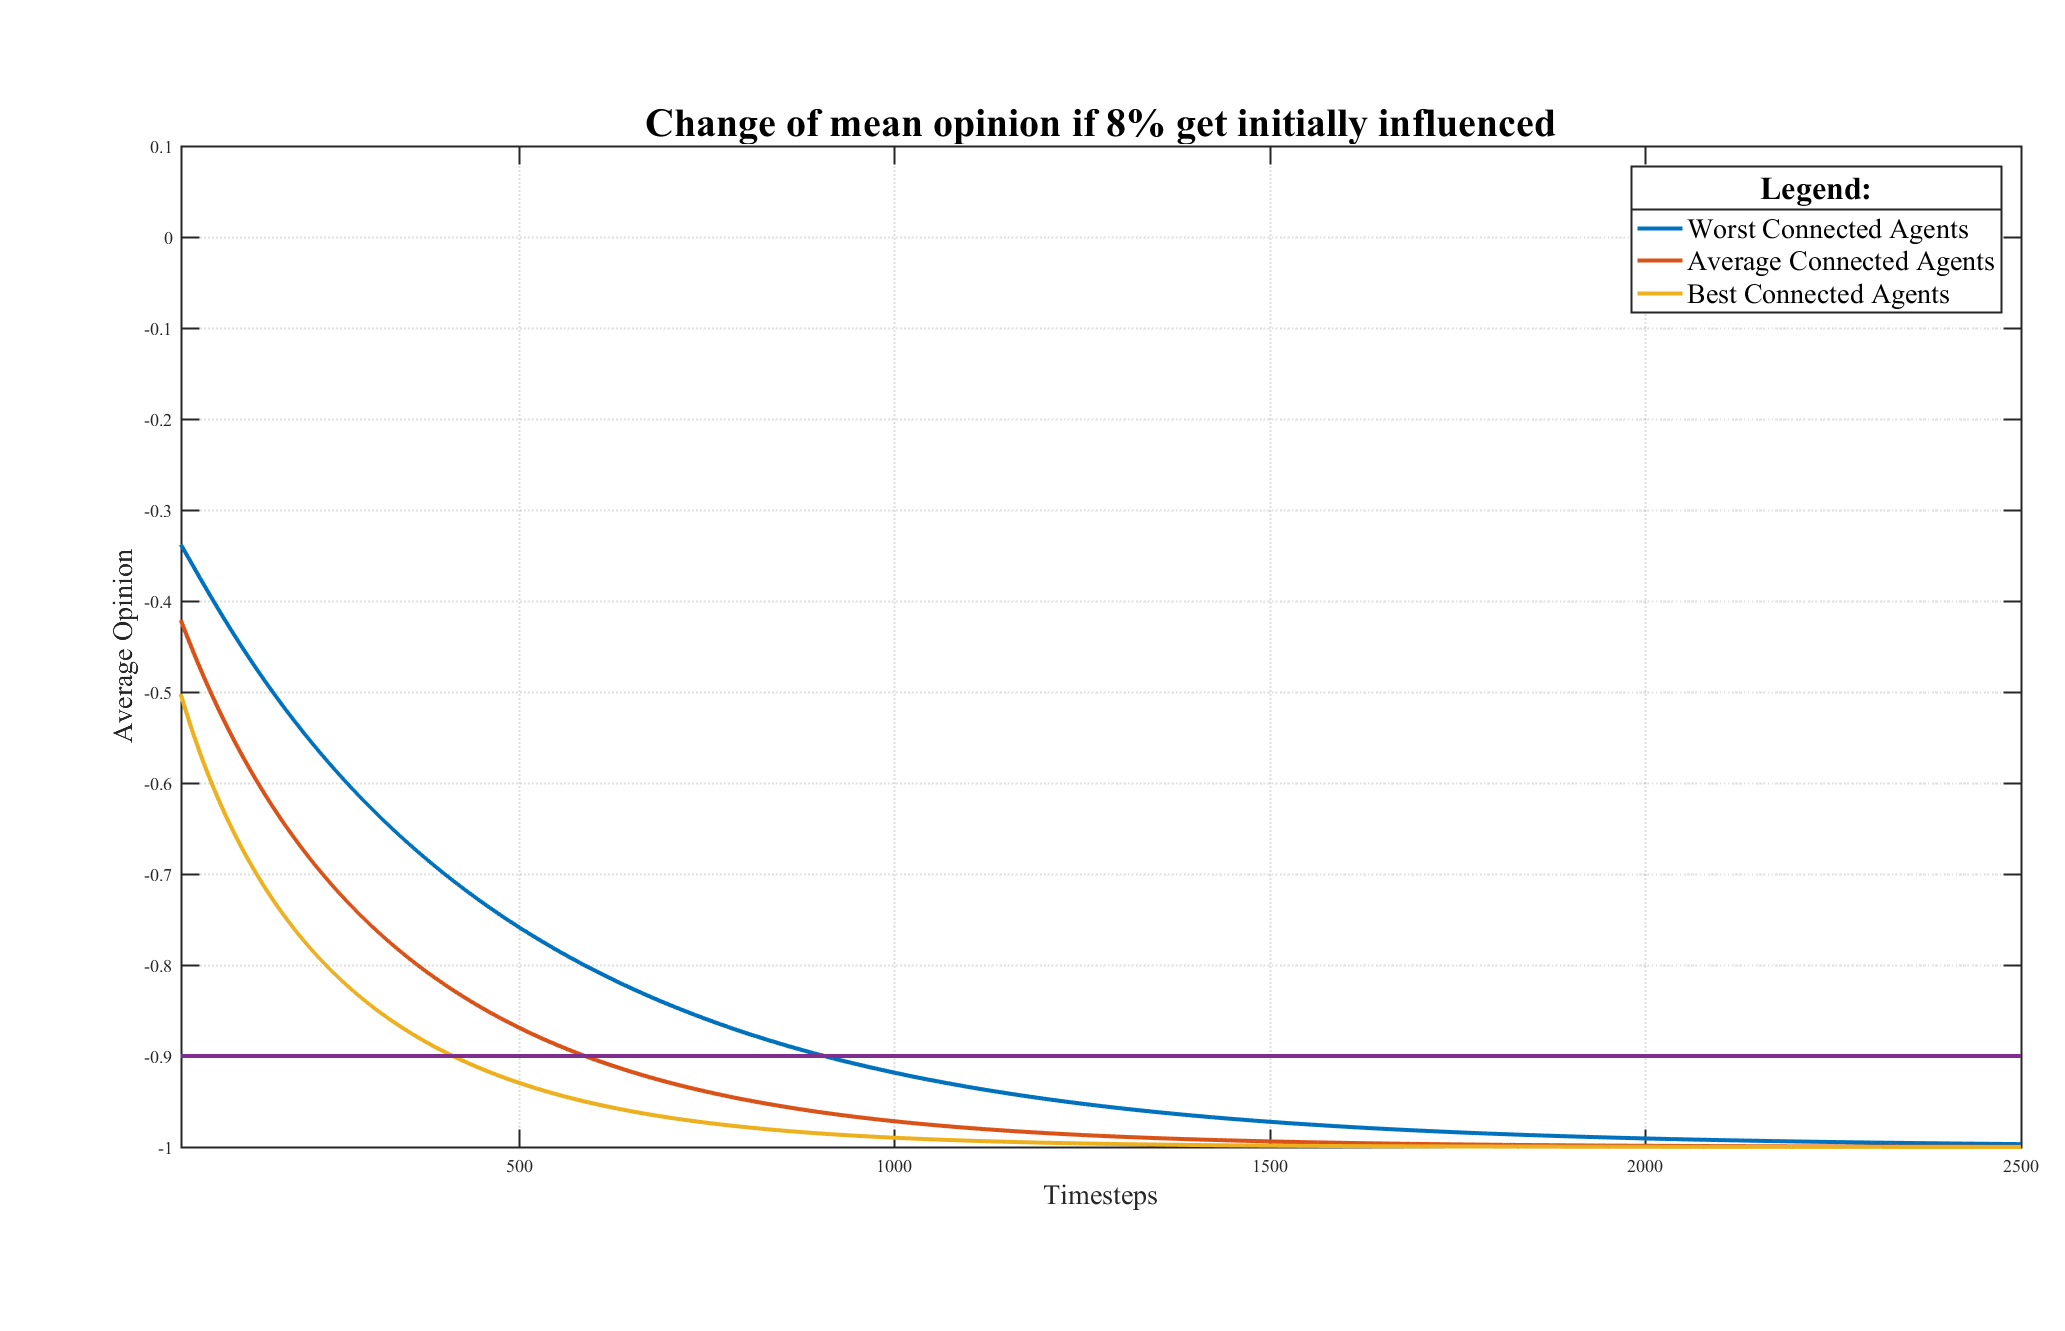 Change of mean opinion if 8% get initially influenced
0.1
0
-0.1
-0.2
-0.3
-0.4
-0.5
-0.6
-0.7
-0.8
-0.9
-1
Average Opinion
Legend:
Worst Connected Agents
Average Connected Agents
Best Connected Agents
500 1000 1500 2000 2500
Timesteps